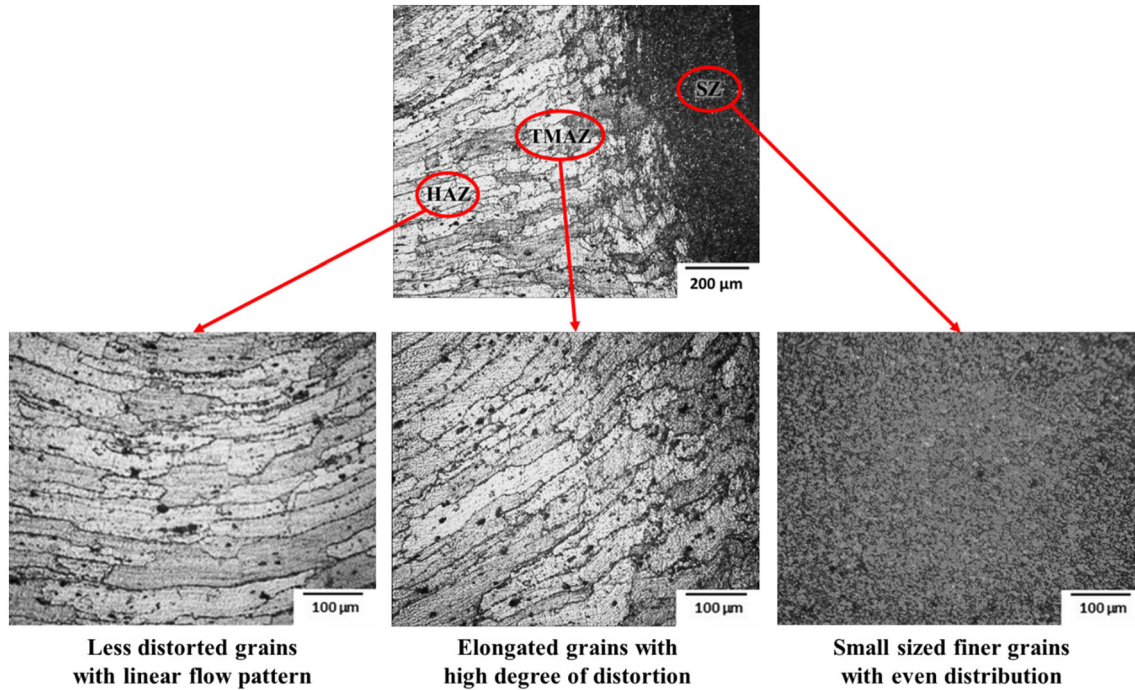 SZ
TMAZ
HAZ
200 µm
100 µm
100 µm
100 µm
Less distorted grains
with linear flow pattern
Elongated grains with
high degree of distortion
Small sized finer grains
with even distribution